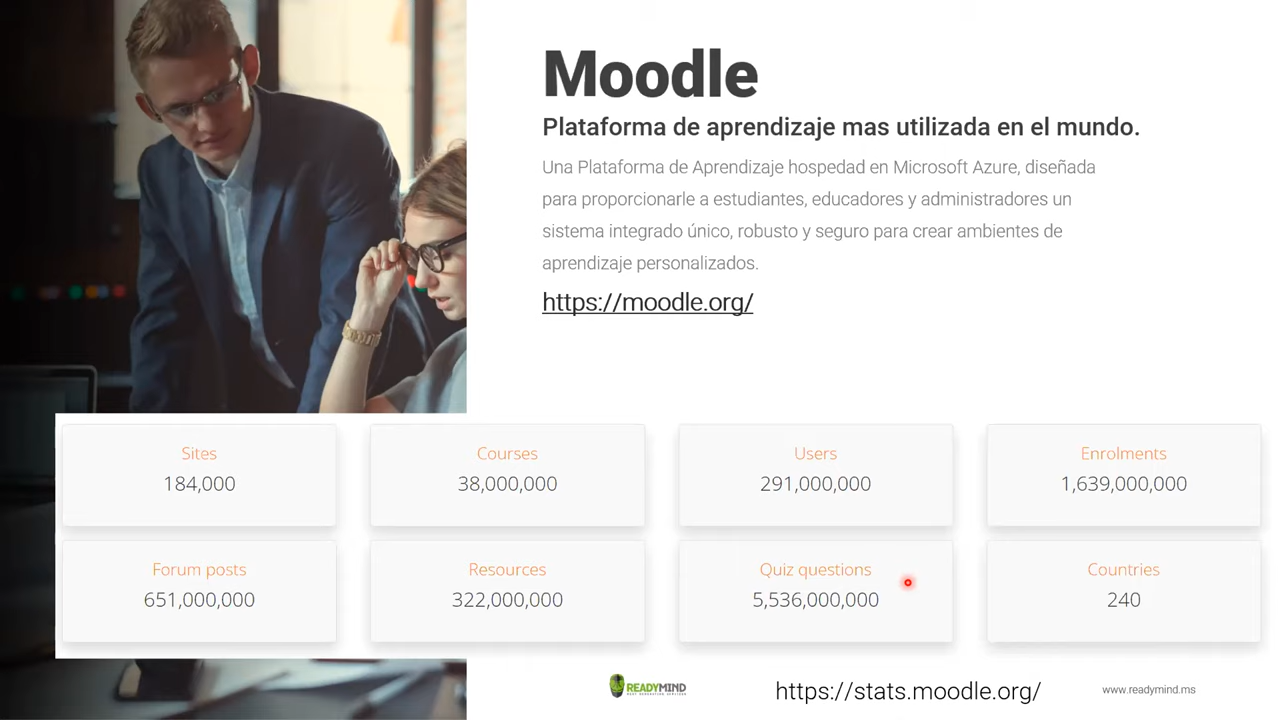 Moodle
Plataforma de aprendizaje mas utilizada en el mundo.
Una Plataforma de Aprendizaje hospedad en Microsoft Azure, diseñada
para proporcionarle a estudiantes, educadores y administradores un
sistema integrado único, robusto y seguro para crear ambientes de
aprendizaje personalizados.
https://moodle.org/
Sites
184,000
Courses
38,000,000
Users
291,000,000
Enrolments
1,639,000,000
Forum posts
651,000,000
Resources
322,000,000
Quiz questions
5,536,000,000
Countries
240
READYMIND
NEXT GENERATION SERVICES
https://stats.moodle.org/
www.readymind.ms